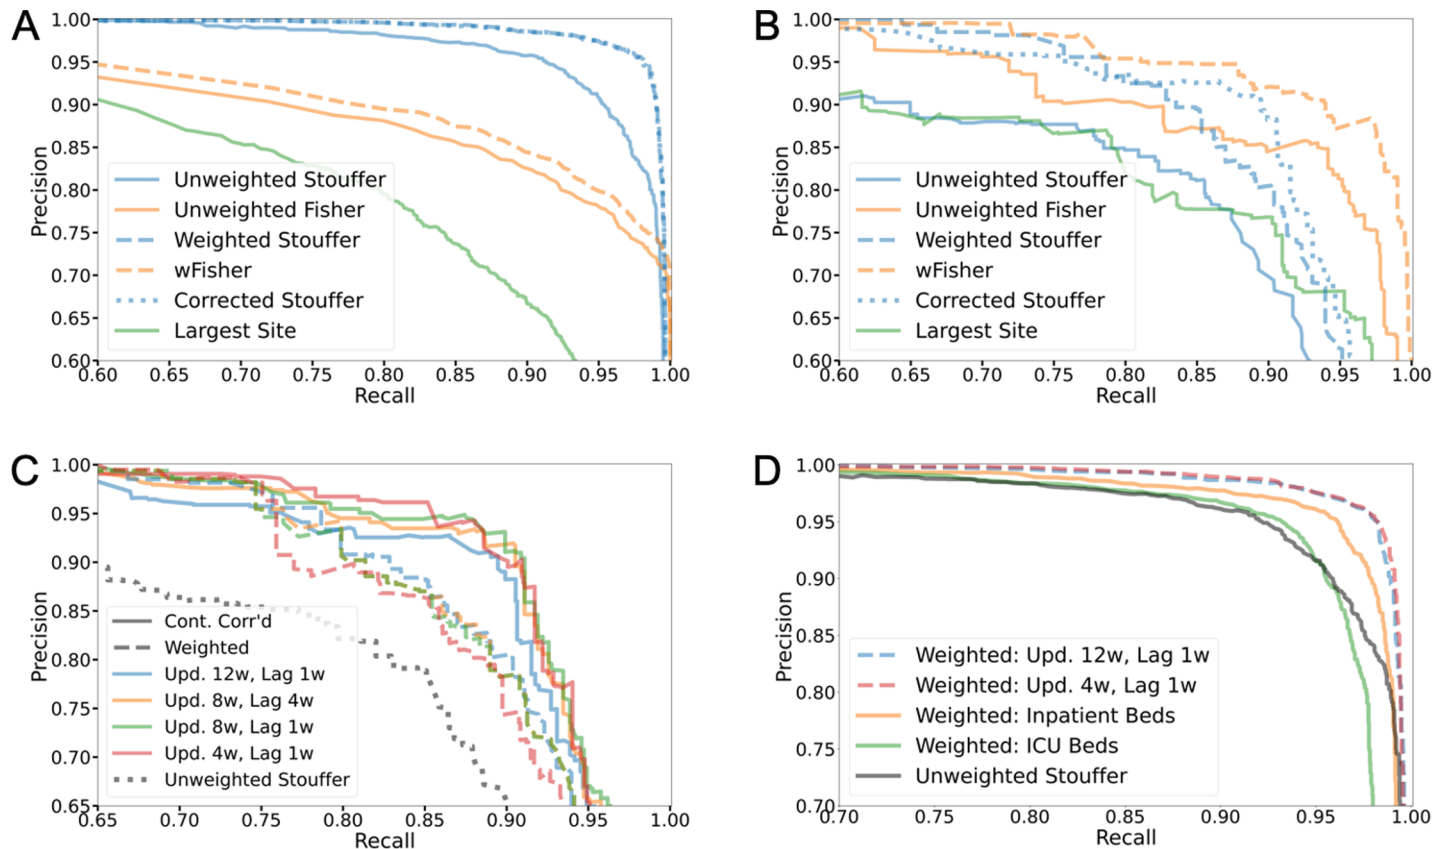 A
1.00
0.95
0.90
0.85
0.80
0.75
0.70
0.65
0.60
Precision
Unweighted Stouffer
Unweighted Fisher
Weighted Stouffer
wFisher
Corrected Stouffer
Largest Site
0.60 0.65 0.70 0.75 0.80 0.85 0.90 0.95 1.00
Recall
B
1.00
0.95
0.90
0.85
0.80
0.75
0.70
0.65
0.60
Precision
Unweighted Stouffer
Unweighted Fisher
Weighted Stouffer
wFisher
Corrected Stouffer
Largest Site
0.60 0.65 0.70 0.75 0.80 0.85 0.90 0.95 1.00
Recall
C
1.00
0.95
0.90
0.85
0.80
0.75
0.70
0.65
Precision
Cont. Corr'd
Weighted
Upd. 12w, Lag 1w
Upd. 8w, Lag 4w
Upd. 8w, Lag 1w
Upd. 4w, Lag 1w
Unweighted Stouffer
0.65 0.70 0.75 0.80 0.85 0.90 0.95 1.00
Recall
D
1.00
0.95
0.90
0.85
0.80
0.75
0.70
Precision
Weighted: Upd. 12w, Lag 1w
Weighted: Upd. 4w, Lag 1w
Weighted: Inpatient Beds
Weighted: ICU Beds
Unweighted Stouffer
0.70 0.75 0.80 0.85 0.90 0.95 1.00
Recall